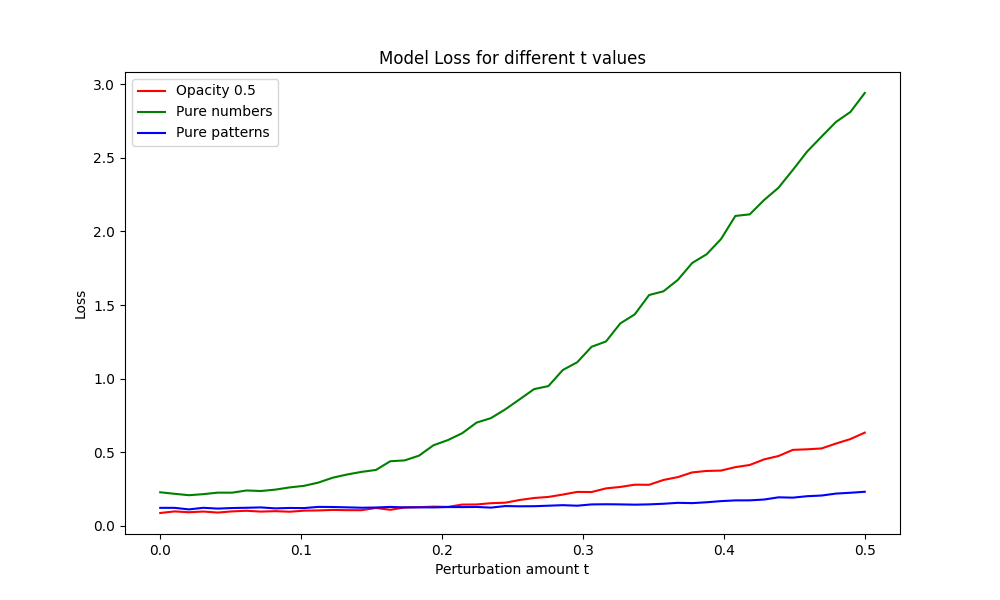 Model Loss for different t values
Opacity 0.5
Pure numbers
Pure patterns
3.0
2.5
2.0
1.5
1.0
0.5
0.0
Loss
0.0 0.1 0.2 0.3 0.4 0.5
Perturbation amount t